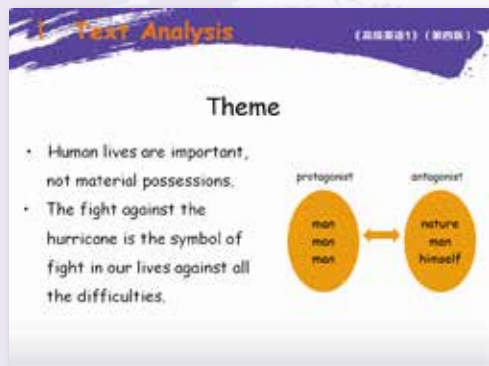 I Text Analysis
《高级英语1》（第四版）
Theme
• Human lives are important,
not material possessions.
• The fight against the
hurricane is the symbol of
fight in our lives against all
the difficulties.
protagonist
man
man
man
antagonist
nature
man
himself